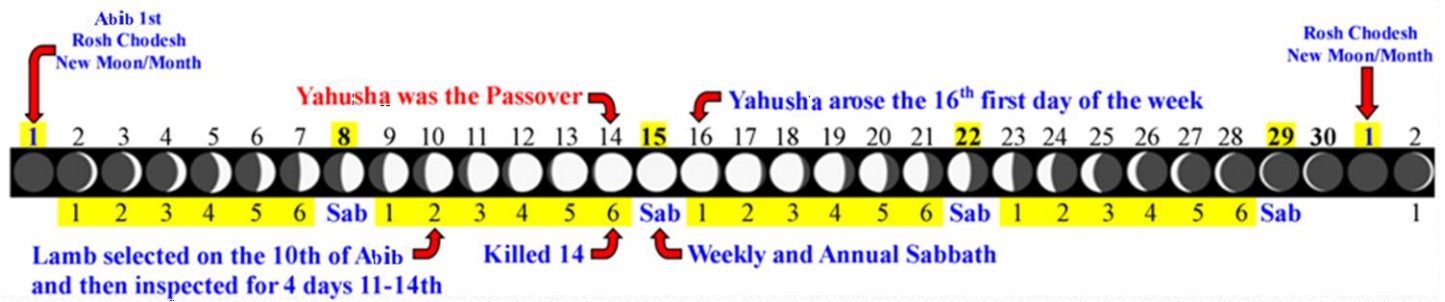 Abib 1st
Rosh Chodesh
New Moon/Month
Rosh Chodesh
New Moon/Month
Yahusha was the Passover
Yahusha arose the 16th first day of the week
1 2 3 4 5 6 7 8 9 10 11 12 13 14 15 16 17 18 19 20 21 22 23 24 25 26 27 28 29 30 1 2
1 2 3 4 5 6 Sab 1 2 3 4 5 6 Sab 1 2 3 4 5 6 Sab 1 2 3 4 5 6 Sab 1
Lamb selected on the 10th of Abib
and then inspected for 4 days 11-14th
Killed 14
Weekly and Annual Sabbath